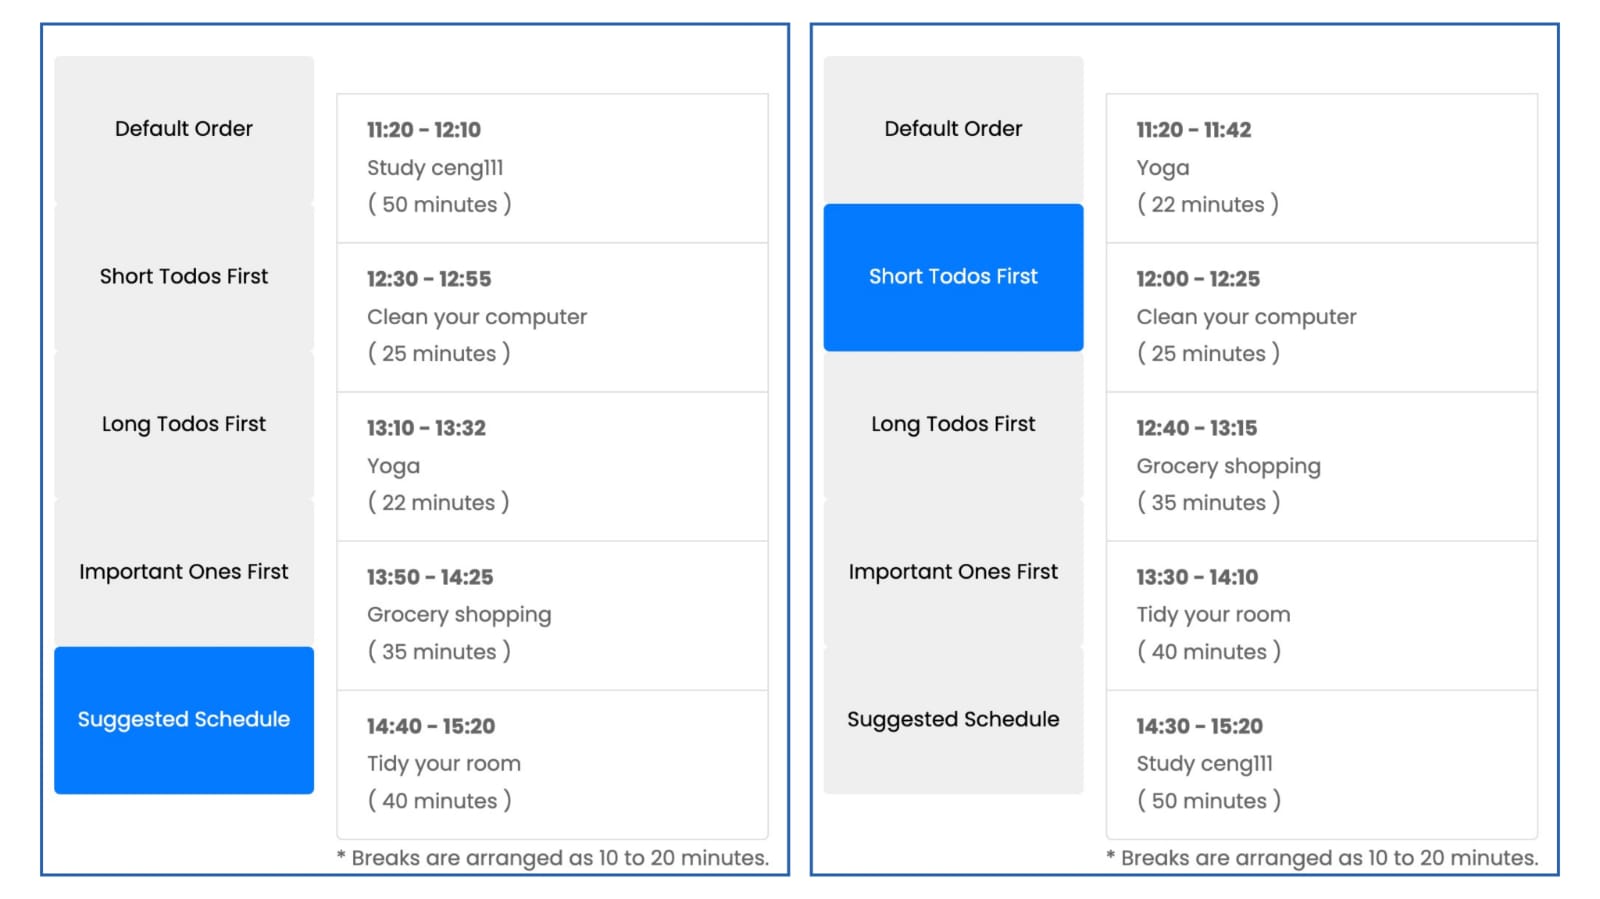 Default Order
Short Todos First
Long Todos First
Important Ones First
Suggested Schedule
11:20 - 12:10
Study ceng111
( 50 minutes )
12:30 - 12:55
Clean your computer
( 25 minutes )
13:10 - 13:32
Yoga
( 22 minutes )
13:50 - 14:25
Grocery shopping
( 35 minutes )
14:40 - 15:20
Tidy your room
( 40 minutes )
* Breaks are arranged as 10 to 20 minutes.
Default Order
Short Todos First
Long Todos First
Important Ones First
Suggested Schedule
11:20 - 11:42
Yoga
( 22 minutes )
12:00 - 12:25
Clean your computer
( 25 minutes )
12:40 - 13:15
Grocery shopping
( 35 minutes )
13:30 - 14:10
Tidy your room
( 40 minutes )
14:30 - 15:20
Study ceng111
( 50 minutes )
* Breaks are arranged as 10 to 20 minutes.